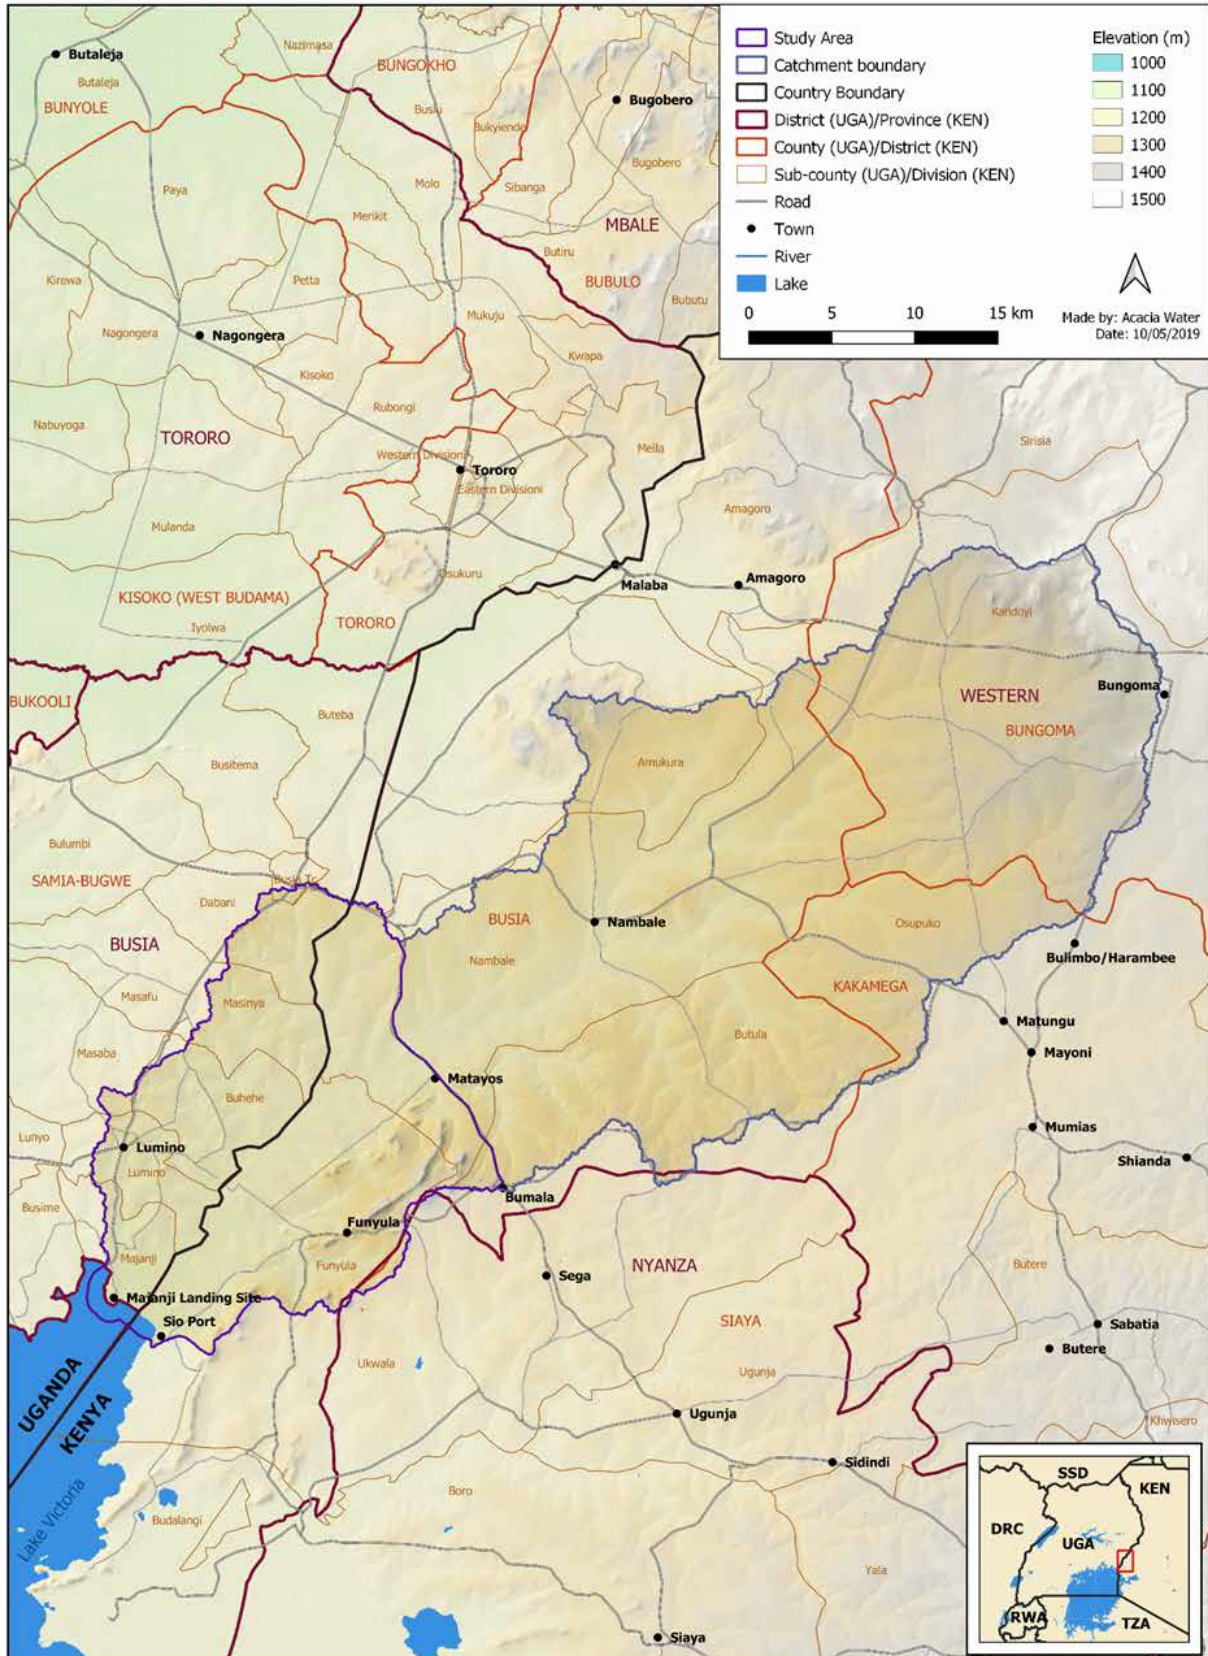 Butaleja
Butaleja
BUNYOLE
Nazimasa
BUNGOKHO
Busiu
Bukyiende
Bugobero
Bugobero
Paya
Molo
Sibanga
Merikit
MBALE
Butiru
BUBULO
Bubutu
Kirewa
Petta
Nagongera
Nagongera
Mukuju
Kwapa
Kisoko
Rubongi
Nabuyoga
TORORO
Western Divisioni
Tororo
Eastern Divisioni
Meila
Sirisia
Amagoro
Mulanda
Osukuru
Malaba
Amagoro
KISOKO (WEST BUDAMA)
TORORO
Iyolwa
Kandoyi
BUKOOLI
Buteba
WESTERN
Bungoma
BUNGOMA
Busitema
Amukura
Bulumbi
SAMIA-BUGWE
Busia Tc
Dabani
BUSIA
BUSIA
Nambale
Nambale
Osupuko
Bulimbo/Harambee
KAKAMEGA
Masafu
Masinya
Matungu
Masaba
Butula
Mayoni
Matayos
Buhehe
Mumias
Lunyo
Lumino
Lumino
Shianda
Busime
Bumala
Funyula
Funyula
Majanji
NYANZA
Butere
Sega
Majanji Landing Site
Sio Port
SIAYA
Sabatia
Butere
UGANDA
KENYA
Ukwala
Ugunja
Ugunja
Khwisero
Sidindi
Lake Victoria
Budalangi
Boro
Yala
Siaya
Study Area
Catchment boundary
Country Boundary
District (UGA)/Province (KEN)
County (UGA)/District (KEN)
Sub-county (UGA)/Division (KEN)
Road
Town
River
Lake
Elevation (m)
1000
1100
1200
1300
1400
1500
0 5 10 15 km
Made by: Acacia Water
Date: 10/05/2019
SSD
KEN
DRC
UGA
RWA
TZA